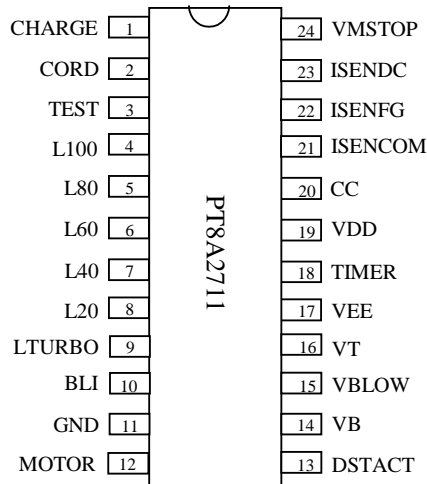 CHARGE 1 24 VMSTOP
CORD 2 23 ISENDC
TEST 3 22 ISENFG
L100 4 21 ISENCOM
L80 5 20 CC
L60 6 19 VDD
L40 7 18 TIMER
L20 8 17 VEE
LTURBO 9 16 VT
BLI 10 15 VBLOW
GND 11 14 VB
MOTOR 12 13 DSTACT
PT8A2711